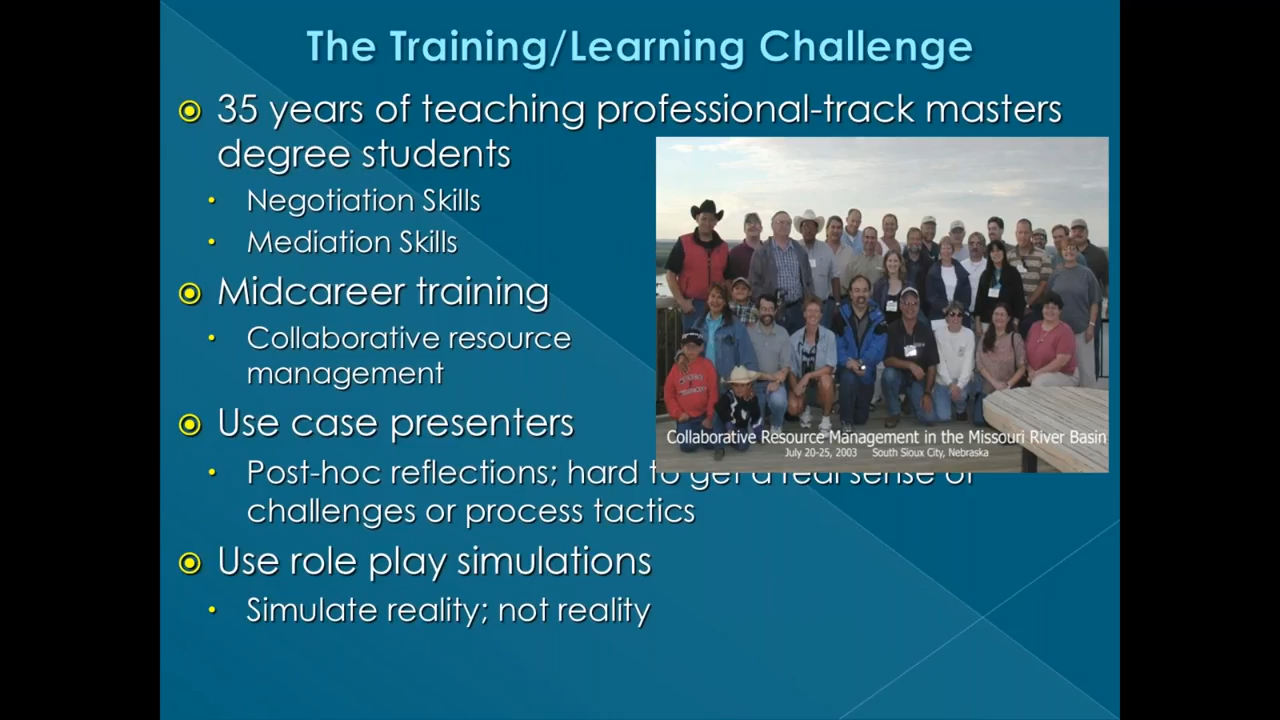 The Training/Learning Challenge
35 years of teaching professional-track masters
degree students
Negotiation Skills
Mediation Skills
Midcareer training
Collaborative resource
management
Use case presenters
Post-hoc reflections; hard to get a real sense of
challenges or process tactics
Use role play simulations
Simulate reality; not reality
Collaborative Resource Management in the Missouri River Basin
July 20-25, 2003 South Sioux City, Nebraska